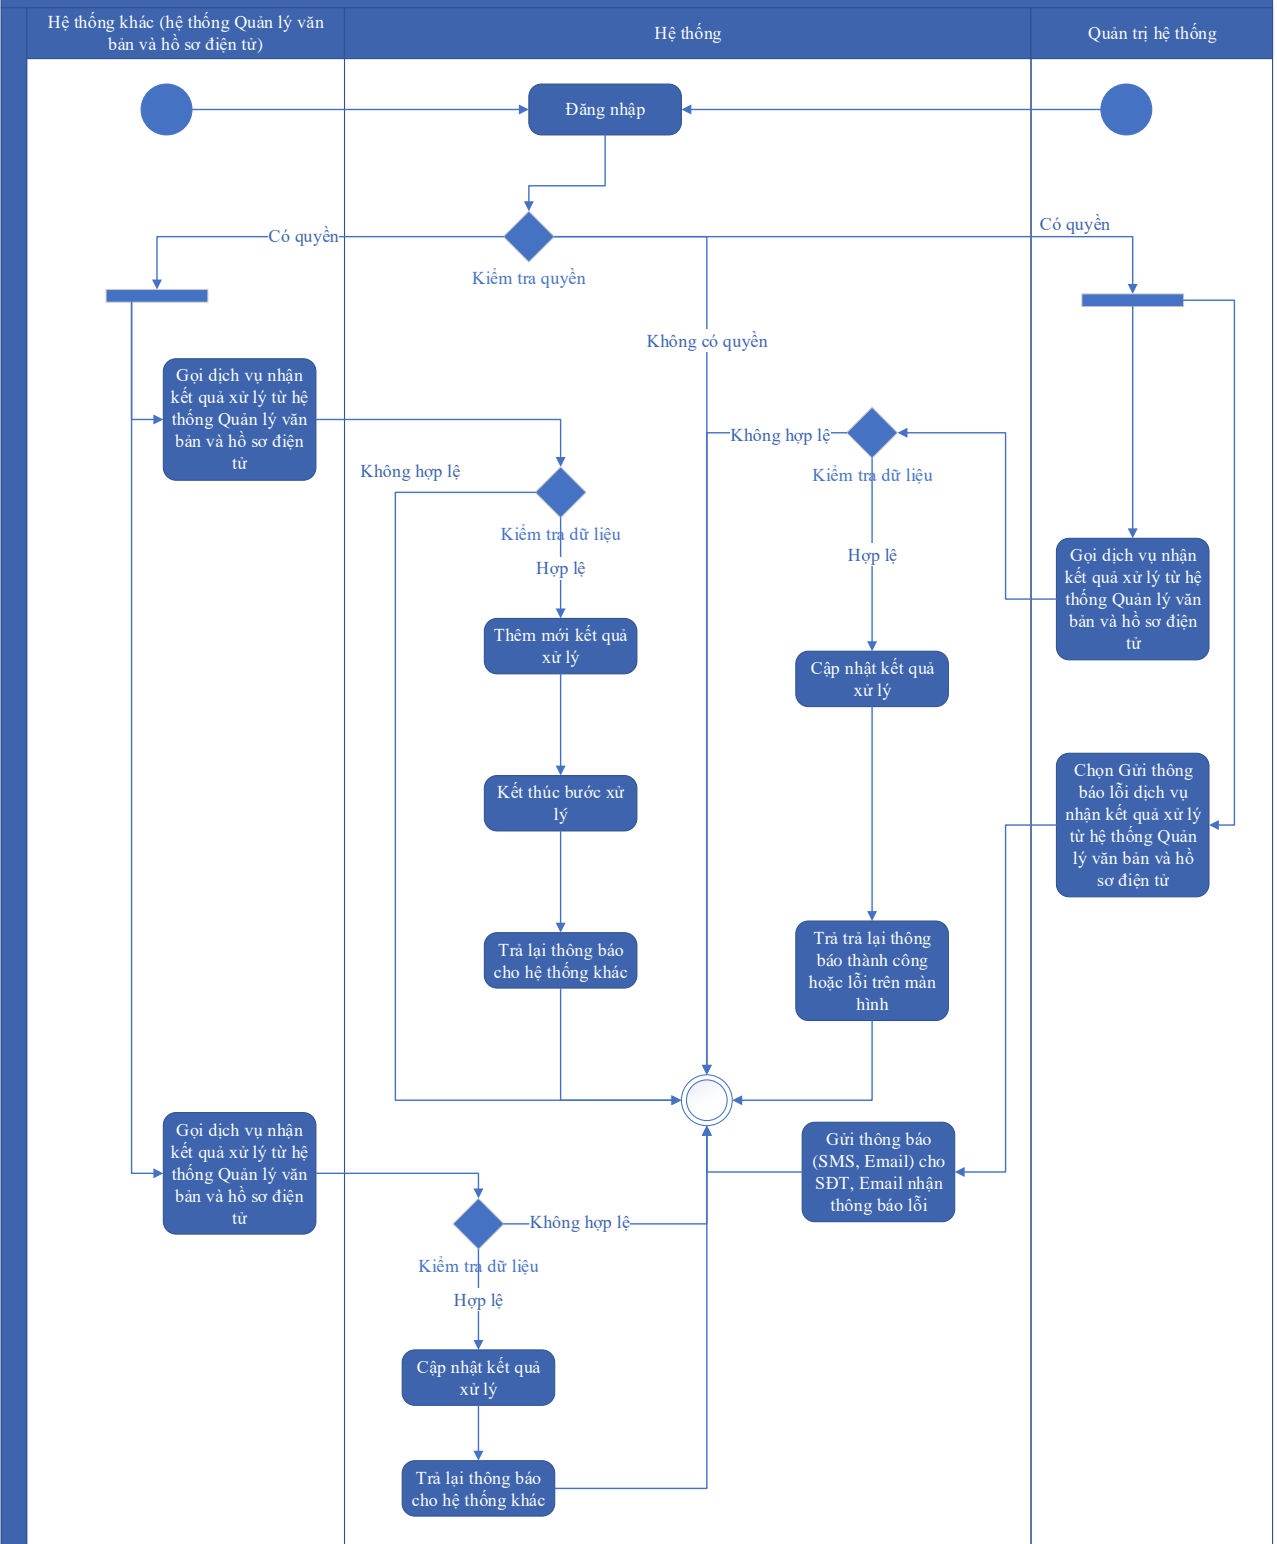 Hệ thống khác (hệ thống Quản lý văn
bản và hồ sơ điện tử)
Hệ thống
Quản trị hệ thống
Đăng nhập
Có quyền
Có quyền
Kiểm tra quyền
Không có quyền
Gọi dịch vụ nhận
kết quả xử lý từ hệ
thống Quản lý văn
bản và hồ sơ điện
tử
Không hợp lệ
Không hợp lệ
Kiểm tra dữ liệu
Kiểm tra dữ liệu
Hợp lệ
Hợp lệ
Gọi dịch vụ nhận
kết quả xử lý từ hệ
thống Quản lý văn
bản và hồ sơ điện
tử
Thêm mới kết quả
xử lý
Cập nhật kết quả
xử lý
Kết thúc bước xử
lý
Chọn Gửi thông
báo lỗi dịch vụ
nhận kết quả xử lý
từ hệ thống Quản
lý văn bản và hồ
sơ điện tử
Trả lại thông báo
cho hệ thống khác
Trả trả lại thông
báo thành công
hoặc lỗi trên màn
hình
Gọi dịch vụ nhận
kết quả xử lý từ hệ
thống Quản lý văn
bản và hồ sơ điện
tử
Gửi thông báo
(SMS, Email) cho
SĐT, Email nhận
thông báo lỗi
Không hợp lệ
Kiểm tra dữ liệu
Hợp lệ
Cập nhật kết quả
xử lý
Trả lại thông báo
cho hệ thống khác